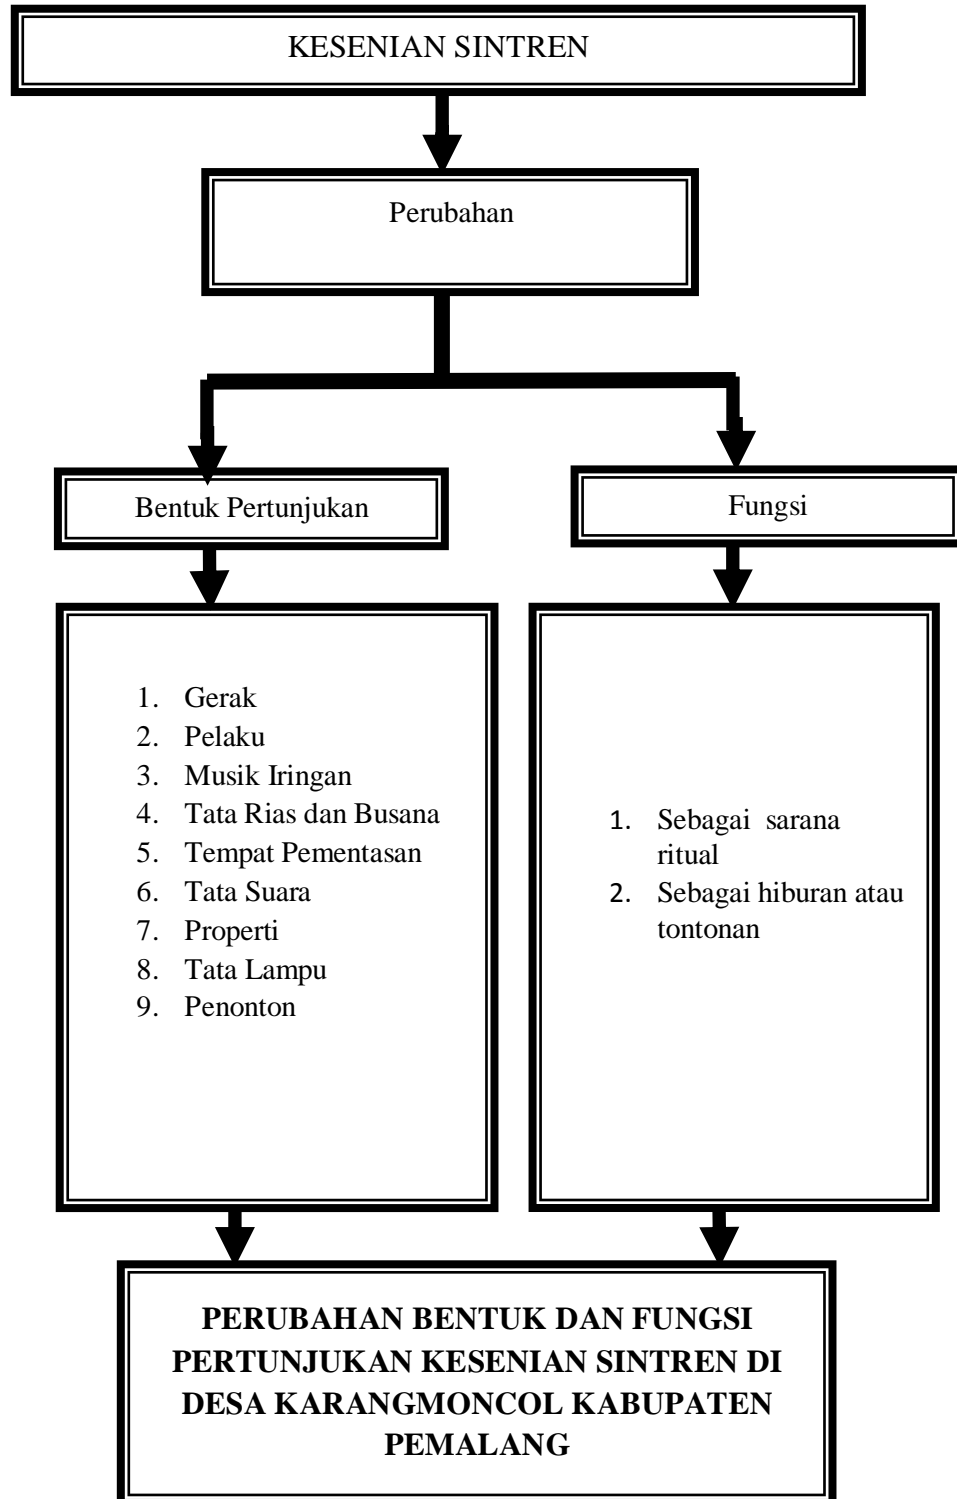 KESENIAN SINTREN
Perubahan
Bentuk Pertunjukan
Fungsi
1. Gerak
2. Pelaku
3. Musik Iringan
4. Tata Rias dan Busana
5. Tempat Pementasan
6. Tata Suara
7. Properti
8. Tata Lampu
9. Penonton
1. Sebagai sarana
ritual
2. Sebagai hiburan atau
tontonan
PERUBAHAN BENTUK DAN FUNGSI
PERTUNJUKAN KESENIAN SINTREN DI
DESA KARANGMONCOL KABUPATEN
PEMALANG